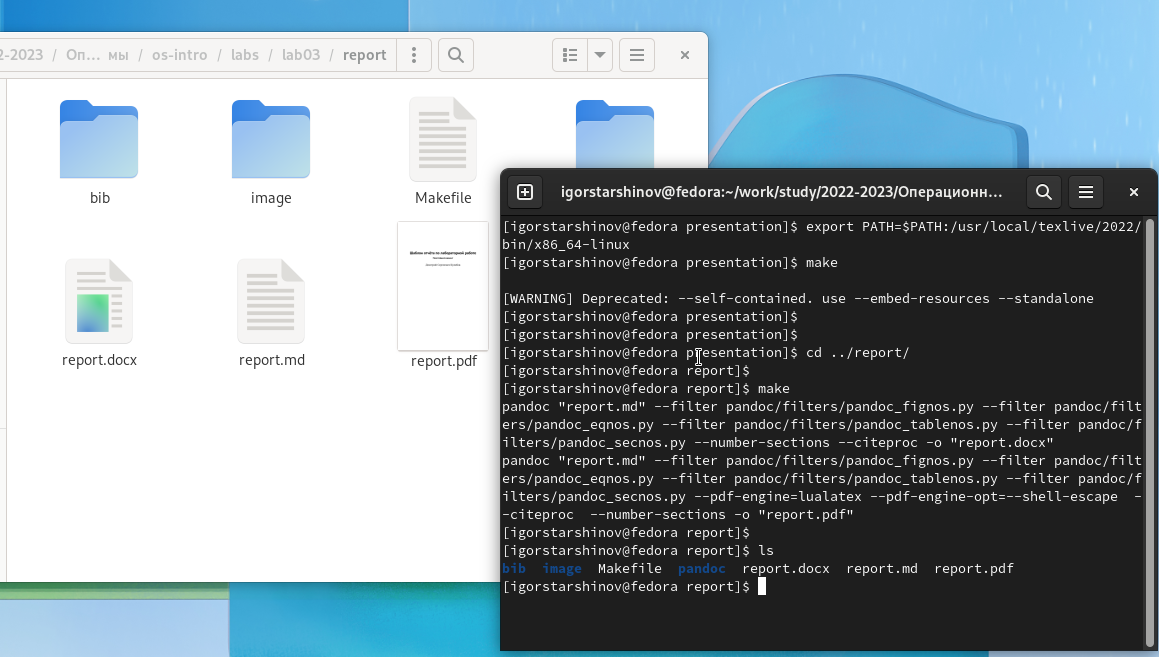 2-2023 / Оп... мы / os-intro / labs / lab03 / report
bib
image
Makefile
report.docx
report.md
report.pdf
igorstarshinov@fedora:~/work/study/2022-2023/Операционн...
[igorstarshinov@fedora presentation]$ export PATH=$PATH:/usr/local/texlive/2022/
bin/x86_64-linux
[igorstarshinov@fedora presentation]$ make
[WARNING] Deprecated: --self-contained. use --embed-resources --standalone
[igorstarshinov@fedora presentation]$
[igorstarshinov@fedora presentation]$
[igorstarshinov@fedora presentation]$ cd ../report/
[igorstarshinov@fedora report]$
[igorstarshinov@fedora report]$ make
pandoc "report.md" --filter pandoc/filters/pandoc_fignos.py --filter pandoc/filt
ers/pandoc_eqnos.py --filter pandoc/filters/pandoc_tablenos.py --filter pandoc/f
ilters/pandoc_secnos.py --number-sections --citeproc -o "report.docx"
pandoc "report.md" --filter pandoc/filters/pandoc_fignos.py --filter pandoc/filt
ers/pandoc_eqnos.py --filter pandoc/filters/pandoc_tablenos.py --filter pandoc/f
ilters/pandoc_secnos.py --pdf-engine=lualatex --pdf-engine-opt=--shell-escape  -
-citeproc  --number-sections -o "report.pdf"
[igorstarshinov@fedora report]$
[igorstarshinov@fedora report]$ ls
bib  image  Makefile  pandoc  report.docx  report.md  report.pdf
[igorstarshinov@fedora report]$